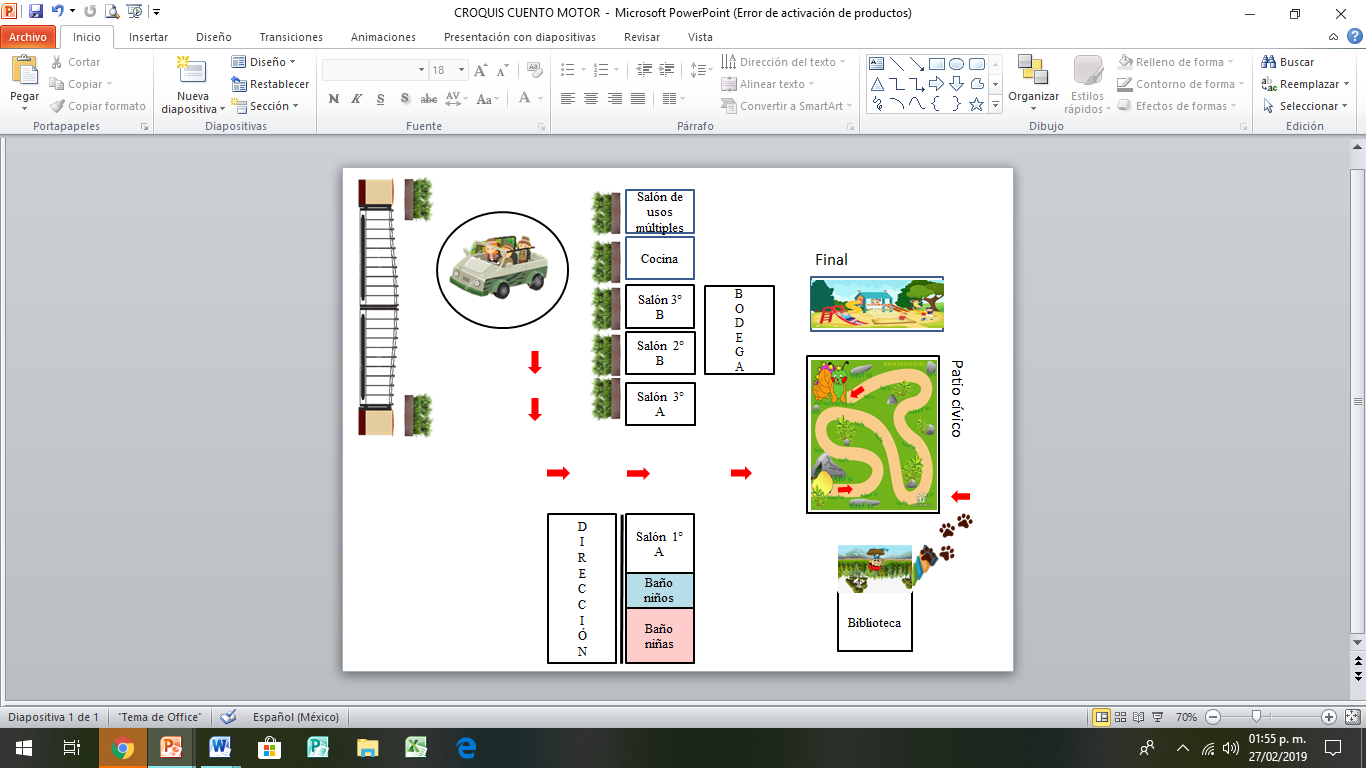 CROQUIS CUENTO MOTOR - Microsoft PowerPoint (Error de activación de productos)
Archivo Inicio Insertar Diseño Transiciones Animaciones Presentación con diapositivas Revisar Vista
Pegar
Cortar
Copiar
Copiar formato
Portapapeles
Nueva
diapositiva
Diseño
Restablecer
Sección
Diapositivas
18
N K S S abc AV Aa A
Fuente
Dirección del texto
Alinear texto
Convertir a SmartArt
Párrafo
Organizar
Estilos
rápidos
Relleno de forma
Contorno de forma
Efectos de formas
Dibujo
Buscar
Reemplazar
Seleccionar
Edición
Salón de
usos
múltiples
Cocina
Salón 3°
B
Salón 2°
B
Salón 3°
A
B
O
D
E
G
A
Final
Patio cívico
D
I
R
E
C
C
I
Ó
N
Salón 1°
A
Baño
niños
Baño
niñas
Biblioteca
Diapositiva 1 de 1
"Tema de Office"
Español (México)
70%
01:55 p. m.
27/02/2019